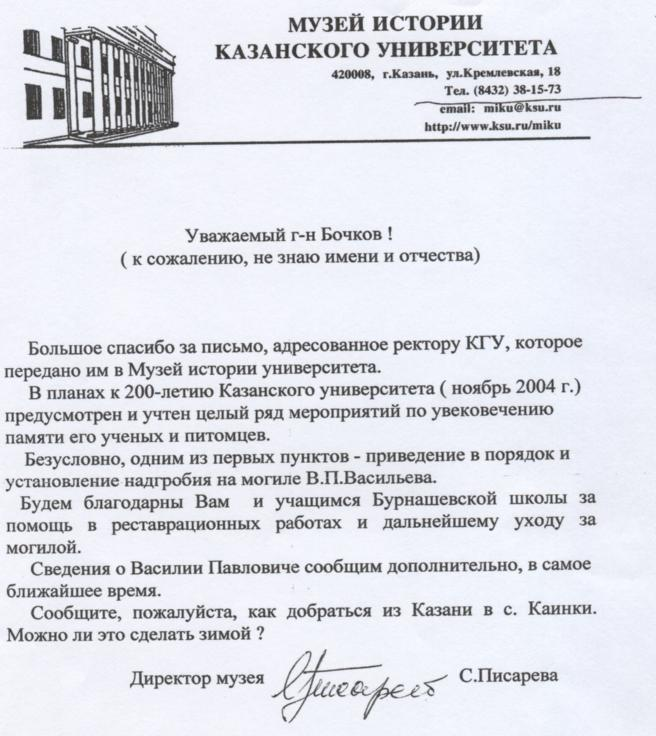 МУЗЕЙ ИСТОРИИ
КАЗАНСКОГО УНИВЕРСИТЕТА
420008, г.Казань, ул.Кремлевская, 18
Тел. (8432) 38-15-73
email: miku@ksu.ru
http://www.ksu.ru/miku
Уважаемый г-н Бочков !
( к сожалению, не знаю имени и отчества)
Большое спасибо за письмо, адресованное ректору КГУ, которое
передано им в Музей истории университета.
В планах к 200-летию Казанского университета ( ноябрь 2004 г.)
предусмотрен и учтен целый ряд мероприятий по увековечению
памяти его ученых и питомцев.
Безусловно, одним из первых пунктов - приведение в порядок и
установление надгробия на могиле В.П.Васильева.
Будем благодарны Вам и учащимся Бурнашевской школы за
помощь в реставрационных работах и дальнейшему уходу за
могилой.
Сведения о Василии Павловиче сообщим дополнительно, в самое
ближайшее время.
Сообщите, пожалуйста, как добраться из Казани в с. Каинки.
Можно ли это сделать зимой ?
Директор музея С.Писарева